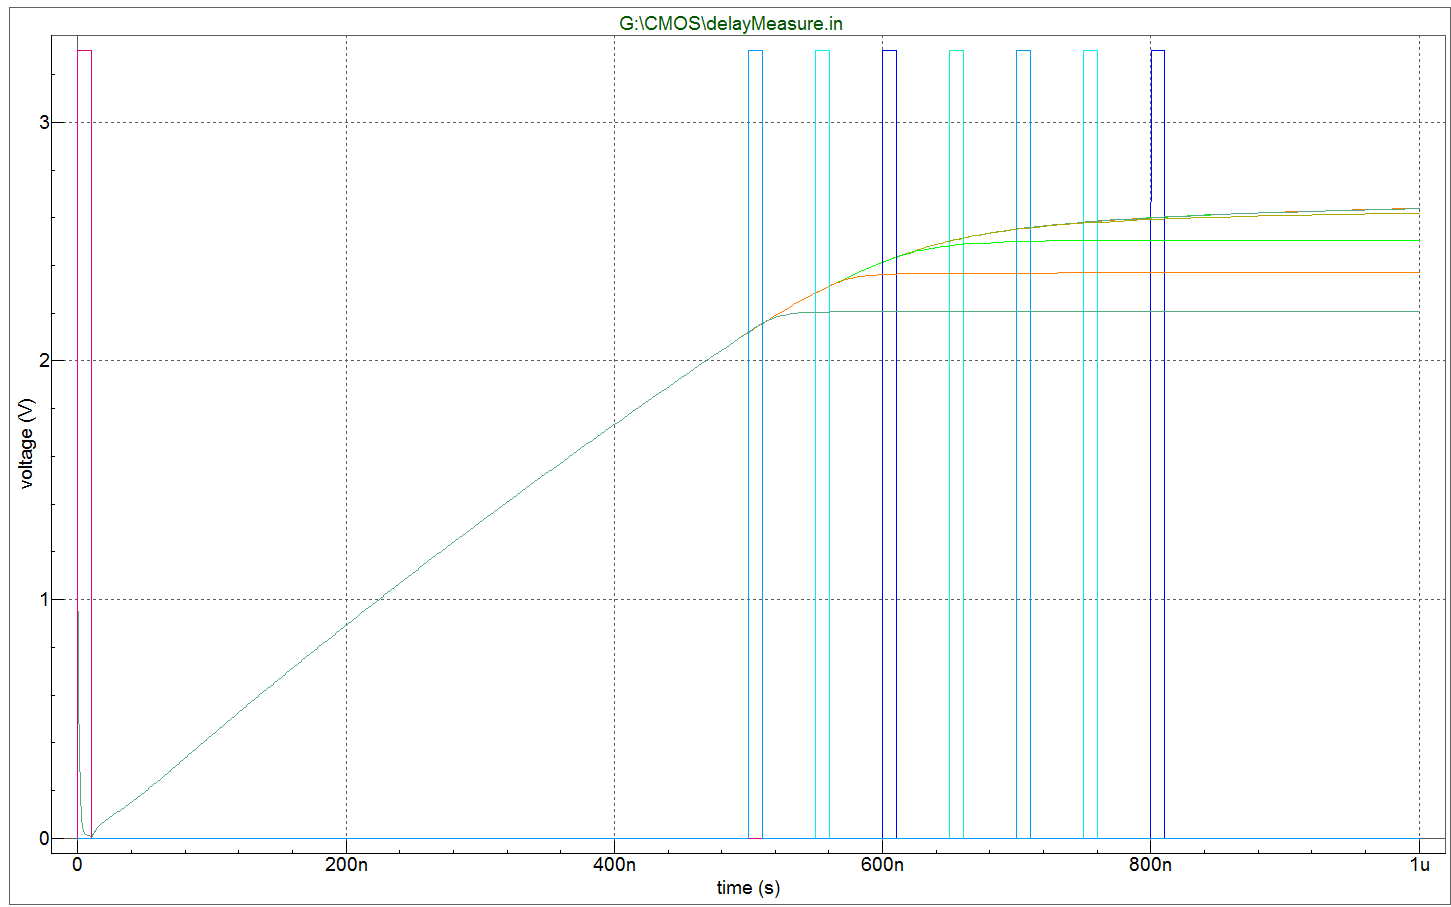 G:\CMOS\delayMeasure.in
3
2
1
0
voltage (V)
0 200n 400n 600n 800n 1u
time (s)